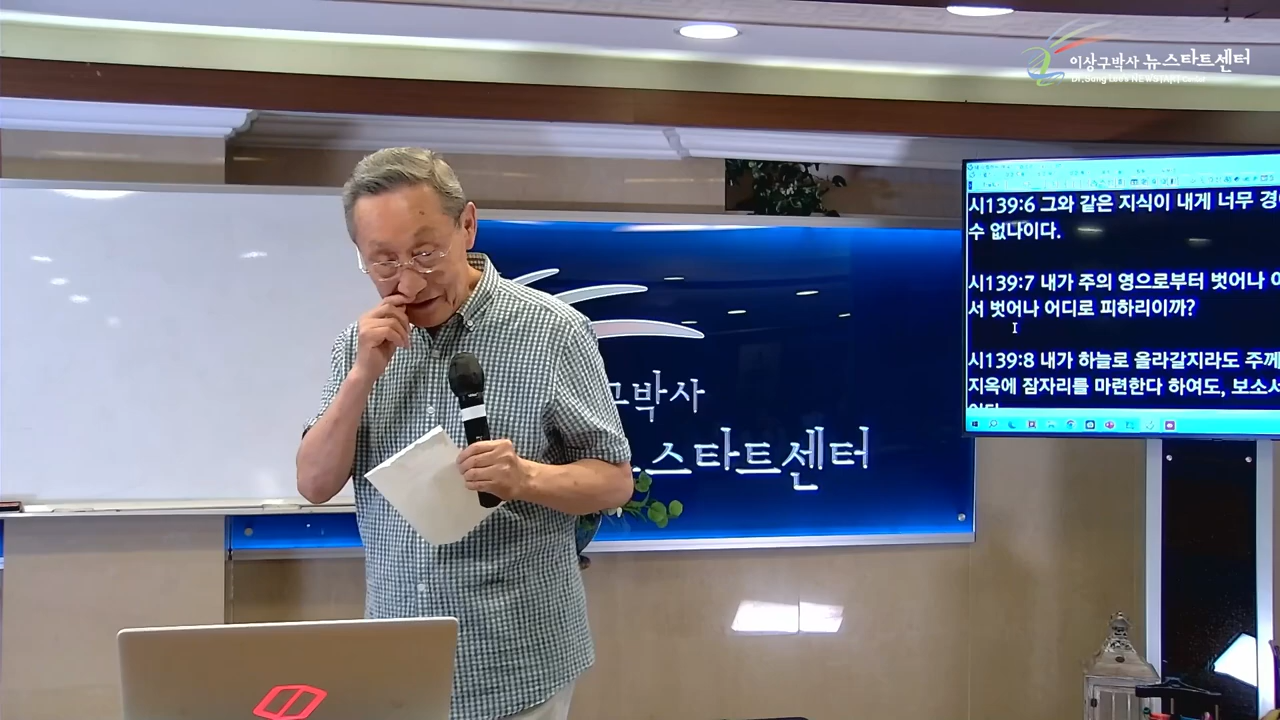 이상구박사 뉴스타트센터
시139:6 그와 같은 지식이 내게 너무
수 없나이다.
시139:7 내가 주의 영으로부터 벗어나
서 벗어나 어디로 피하리이까?
시139:8 내가 하늘로 올라갈지라도 주께
지옥에 잠자리를 마련한다 하여도, 보소서
구박사
뉴스타트센터